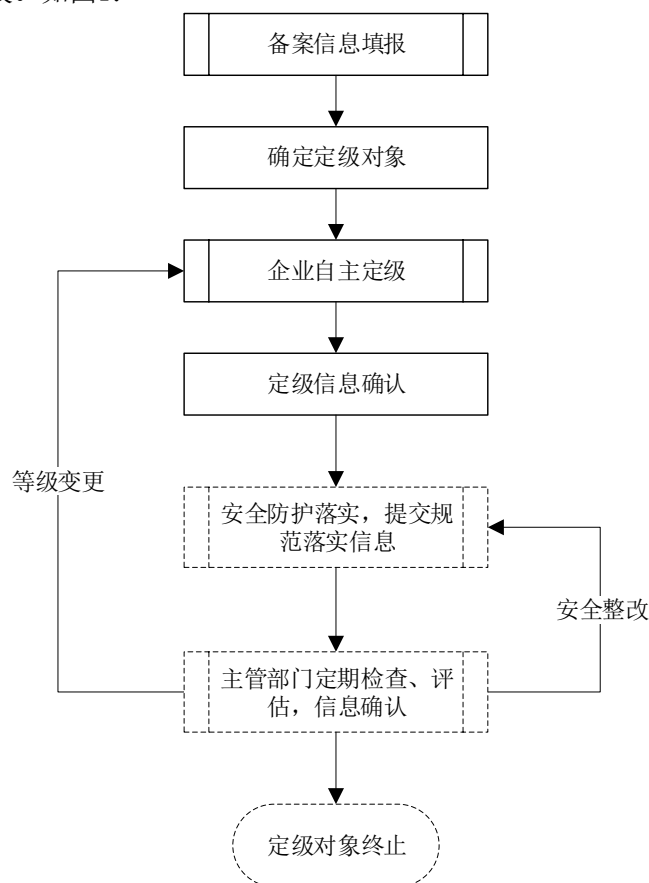 备案信息填报
确定定级对象
企业自主定级
定级信息确认
等级变更
安全防护落实，提交规
范落实信息
安全整改
主管部门定期检查、评
估，信息确认
定级对象终止